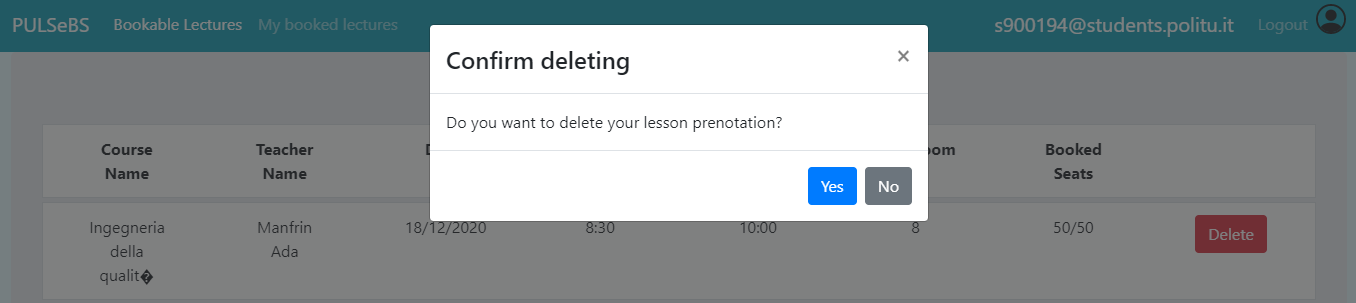 PULSeBS Bookable Lectures My booked lectures s900194@students.politu.it Logout
Confirm deleting ×
Do you want to delete your lesson prenotation?
Yes No
Course Name Teacher Name Booked Seats
Ingegneria della qualit� Manfrin Ada 18/12/2020 8:30 10:00 8 50/50 Delete